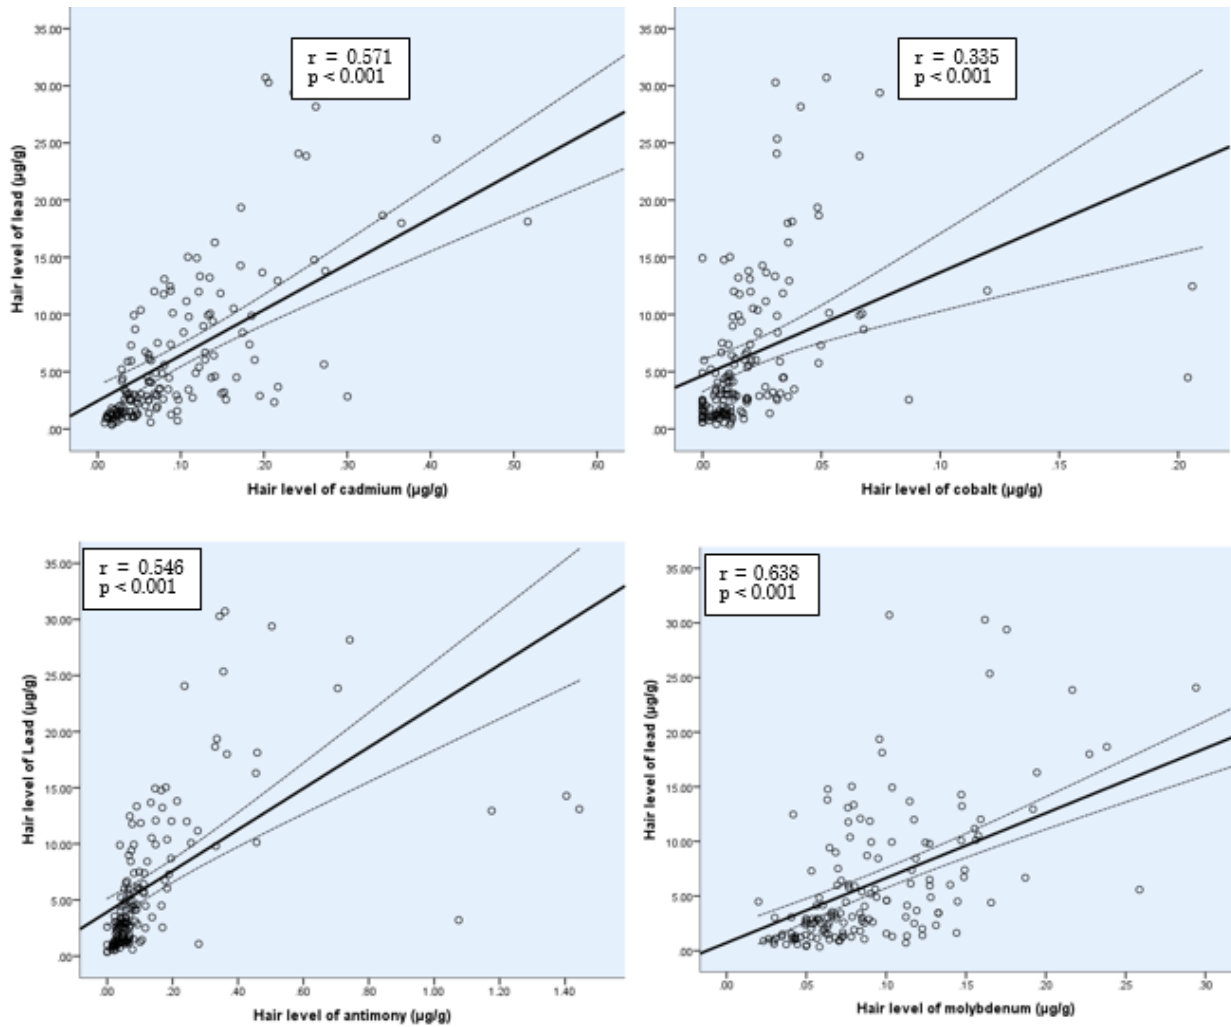 35.00
30.00
25.00
20.00
15.00
10.00
5.00
.00
Hair level of lead (µg/g)
r = 0.571
p < 0.001
.00 .10 .20 .30 .40 .50 .60
Hair level of cadmium (µg/g)
35.00
30.00
25.00
20.00
15.00
10.00
5.00
.00
Hair level of lead (µg/g)
r = 0.335
p < 0.001
.00 .05 .10 .15 .20
Hair level of cobalt (µg/g)
35.00
30.00
25.00
20.00
15.00
10.00
5.00
.00
Hair level of Lead (µg/g)
r = 0.546
p < 0.001
.00 .20 .40 .60 .80 1.00 1.20 1.40
Hair level of antimony (µg/g)
35.00
30.00
25.00
20.00
15.00
10.00
5.00
.00
Hair level of lead (µg/g)
r = 0.638
p < 0.001
.00 .05 .10 .15 .20 .25 .30
Hair level of molybdenum (µg/g)